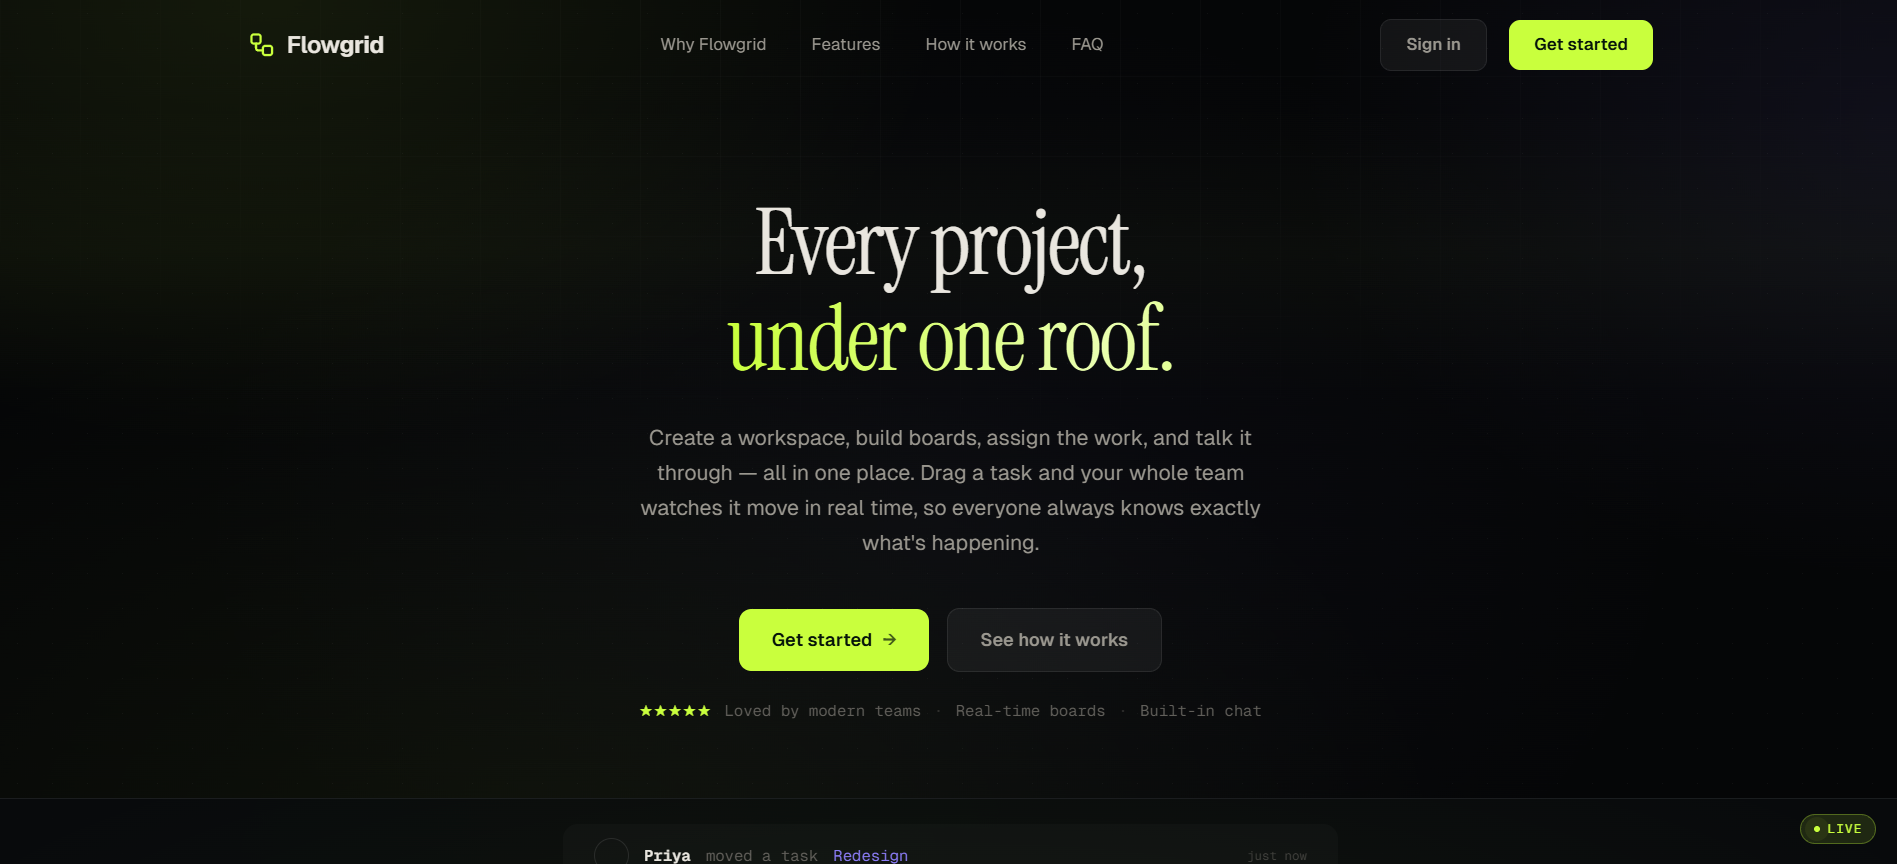 Flowgrid
Why Flowgrid Features How it works FAQ
Sign in Get started
Every project,
under one roof.
Create a workspace, build boards, assign the work, and talk it
through — all in one place. Drag a task and your whole team
watches it move in real time, so everyone always knows exactly
what's happening.
Get started → See how it works
★★★★★ Loved by modern teams · Real-time boards · Built-in chat
LIVE
Priya moved a task Redesign just now